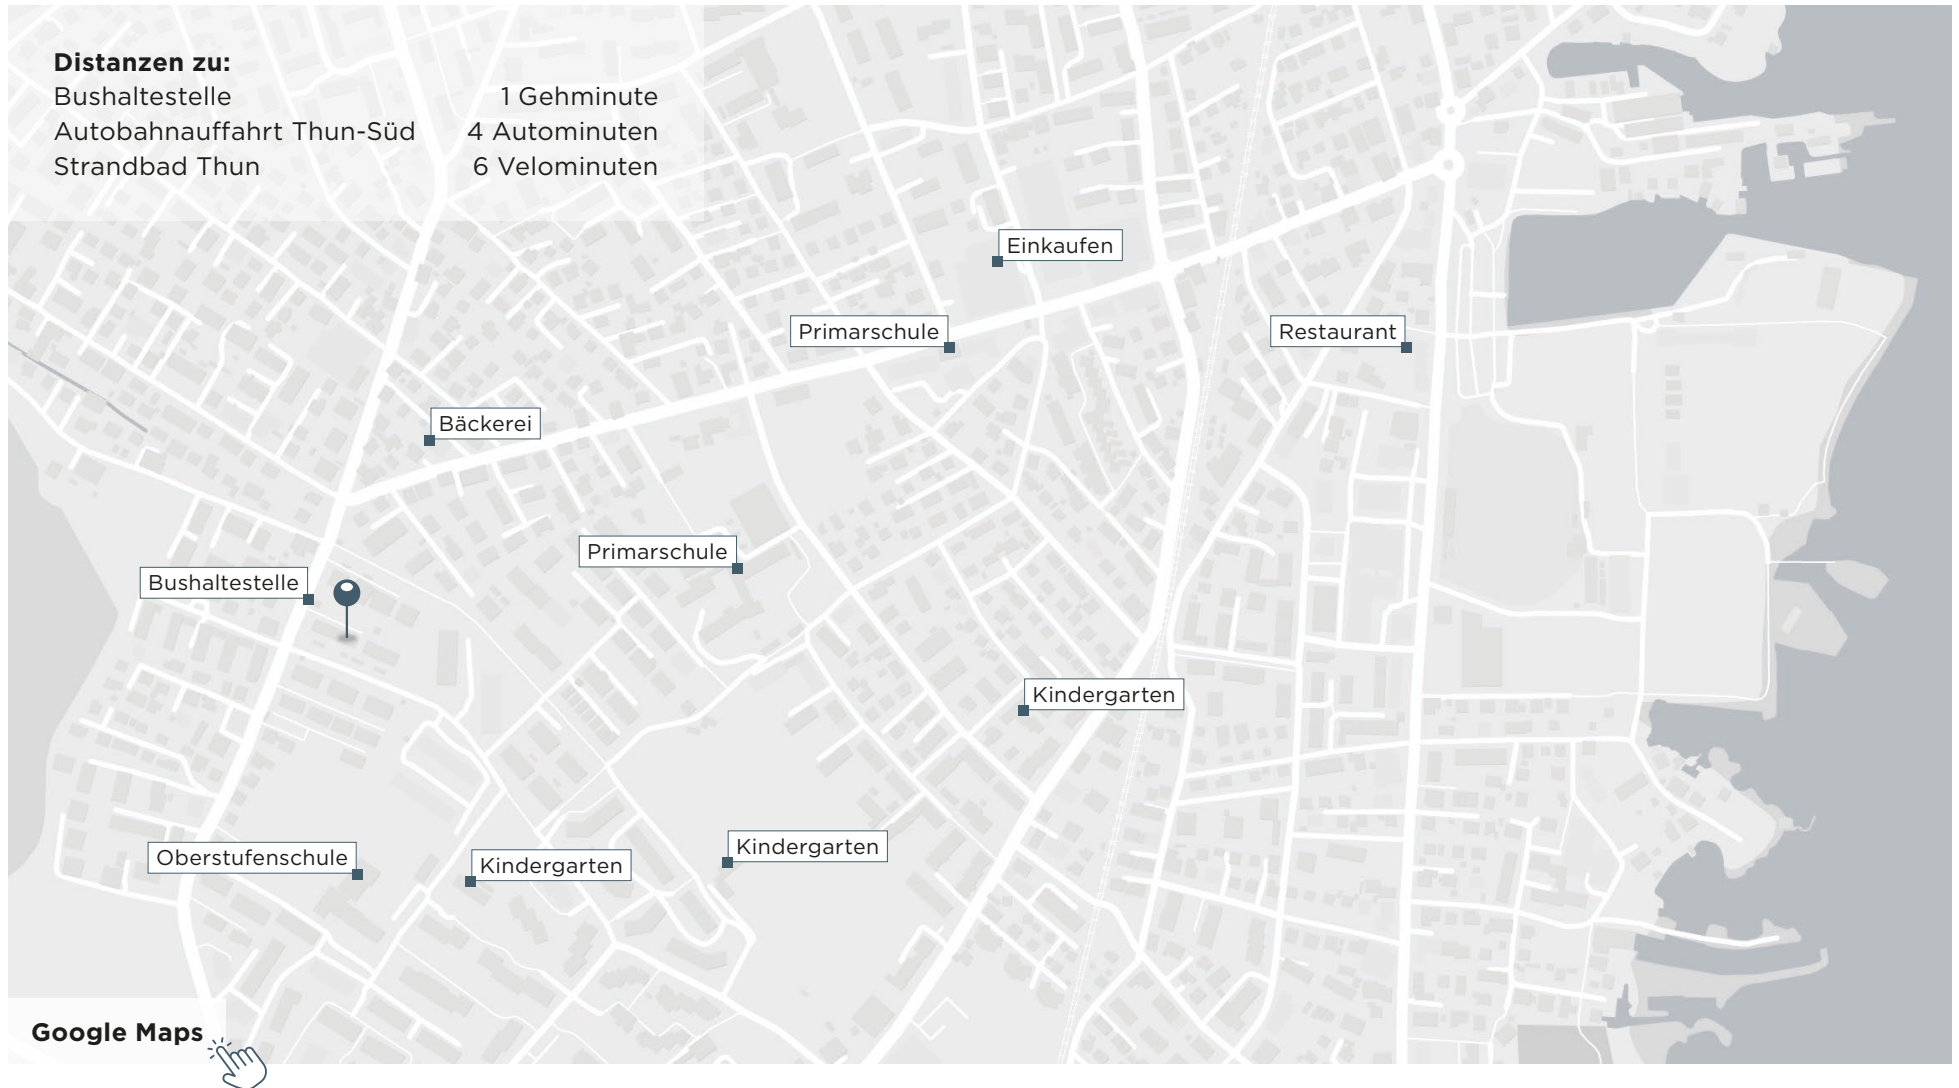 Distanzen zu:
Bushaltestelle 1 Gehminute
Autobahnauffahrt Thun-Süd 4 Autominuten
Strandbad Thun 6 Velominuten
Einkaufen
Primarschule
Restaurant
Bäckerei
Primarschule
Bushaltestelle
Kindergarten
Kindergarten
Oberstufenschule
Kindergarten
Google Maps